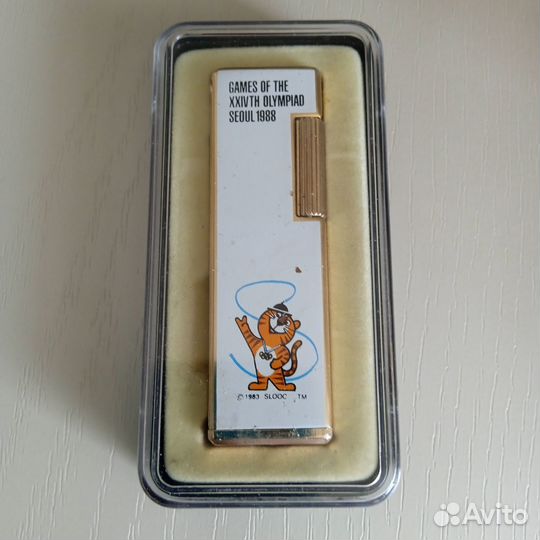 GAMES OF THE
XXIVTH OLYMPIAD
SEOUL 1988
© 1983 SLOOC TM
Avito